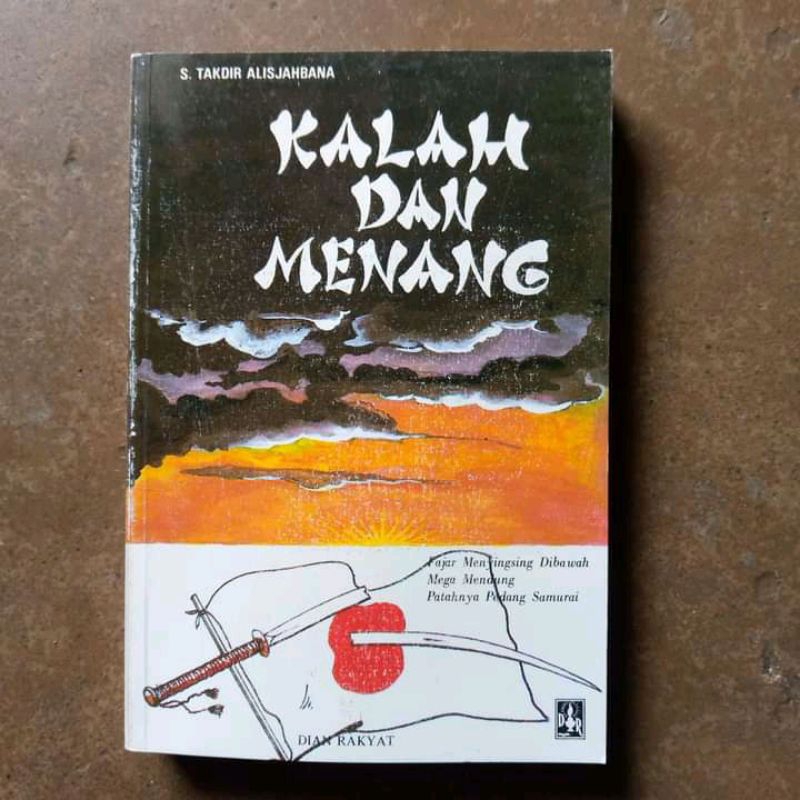 S. TAKDIR ALISJAHBANA
KALAH
DAN
MENANG
Fajar Menyingsing Dibawah
Mega Mendung
Patahnya Pedang Samurai
D R
DIAN RAKYAT